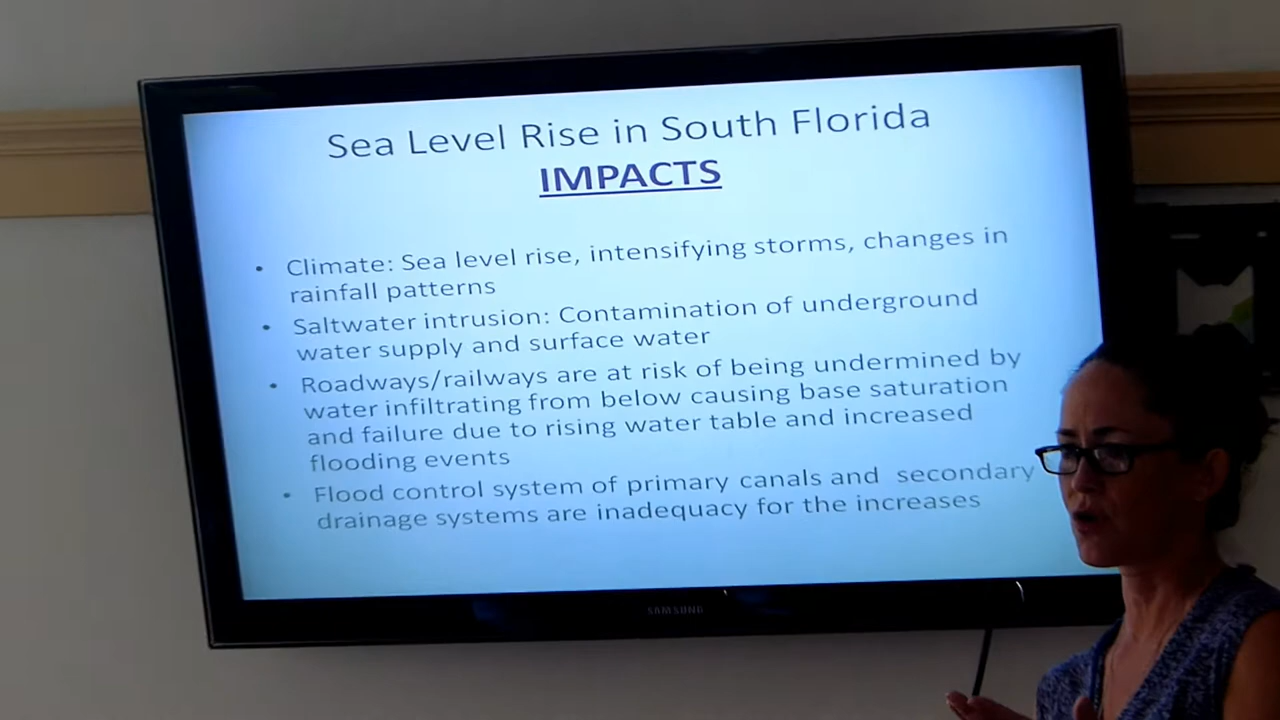 Sea Level Rise in South Florida
IMPACTS
• Climate: Sea level rise, intensifying storms, changes in
rainfall patterns
• Saltwater intrusion: Contamination of underground
water supply and surface water
• Roadways/railways are at risk of being undermined by
water infiltrating from below causing base saturation
and failure due to rising water table and increased
flooding events
• Flood control system of primary canals and secondary
drainage systems are inadequacy for the increases
SAMSUNG